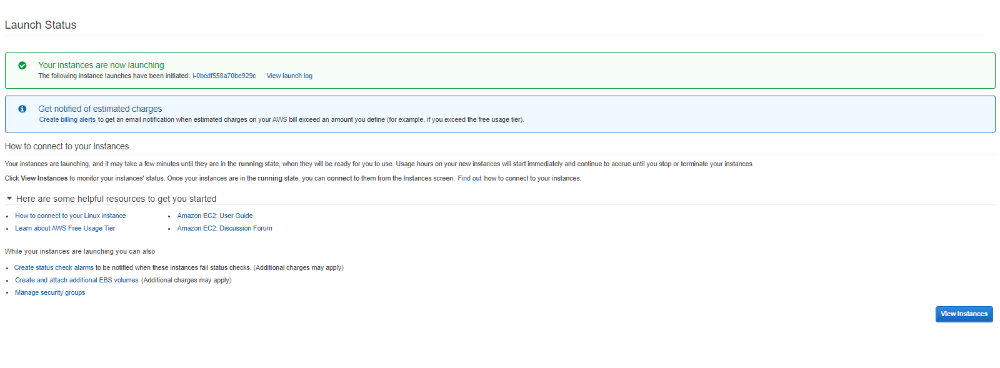 Launch Status
Your instances are now launching
The following instance launches have been initiated: i-0bcdf558a70be929c View launch log
Get notified of estimated charges
Create billing alerts to get an email notification when estimated charges on your AWS bill exceed an amount you define (for example, if you exceed the free usage tier).
How to connect to your instances
Your instances are launching, and it may take a few minutes until they are in the running state, when they will be ready for you to use. Usage hours on your new instances will start immediately and continue to accrue until you stop or terminate your instances.
Click View Instances to monitor your instances' status. Once your instances are in the running state, you can connect to them from the Instances screen. Find out how to connect to your instances.
Here are some helpful resources to get you started
• How to connect to your Linux instance
• Amazon EC2: User Guide
• Learn about AWS Free Usage Tier
• Amazon EC2: Discussion Forum
While your instances are launching you can also
• Create status check alarms to be notified when these instances fail status checks. (Additional charges may apply)
• Create and attach additional EBS volumes (Additional charges may apply)
• Manage security groups
View Instances